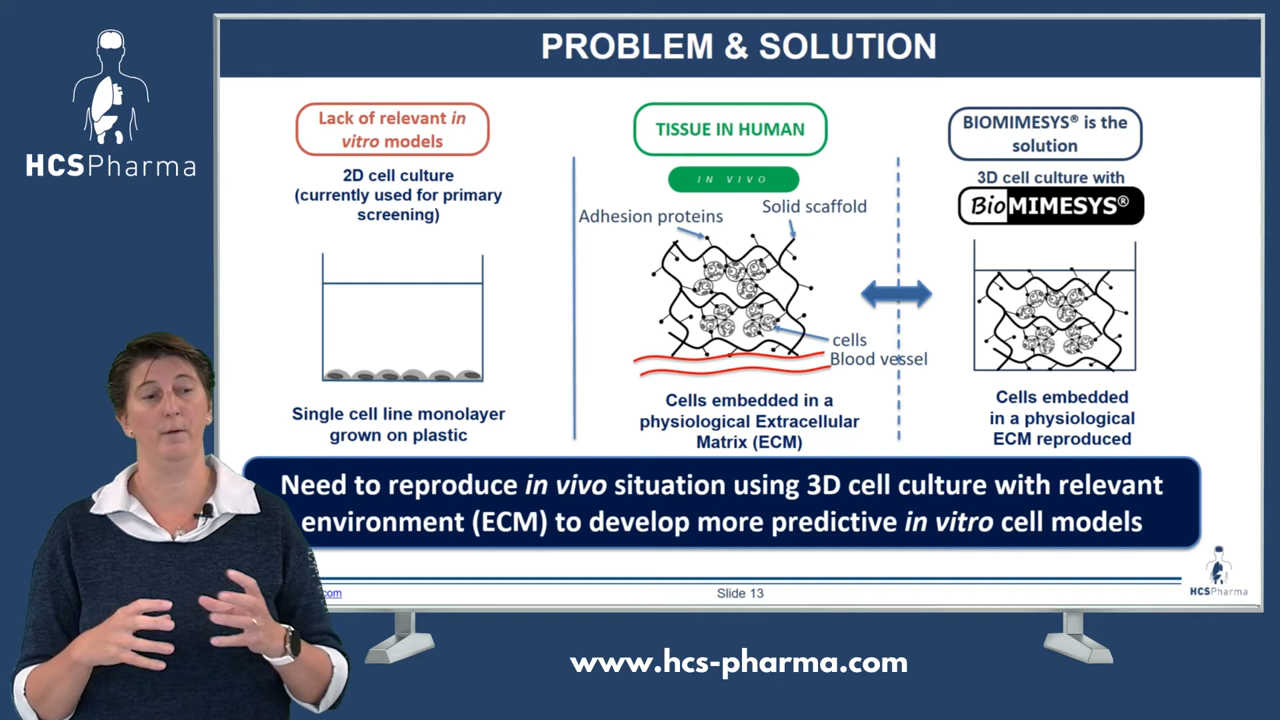 HCSPharma
PROBLEM & SOLUTION
Lack of relevant in
vitro models
2D cell culture
(currently used for primary
screening)
Single cell line monolayer
grown on plastic
TISSUE IN HUMAN
IN VIVO
Adhesion proteins
Solid scaffold
cells
Blood vessel
Cells embedded in a
physiological Extracellular
Matrix (ECM)
BIOMIMESYS® is the
solution
3D cell culture with
BioMIMESYS®
Cells embedded
in a physiological
ECM reproduced
Need to reproduce in vivo situation using 3D cell culture with relevant
environment (ECM) to develop more predictive in vitro cell models
com
Slide 13
HCSPharma
www.hcs-pharma.com